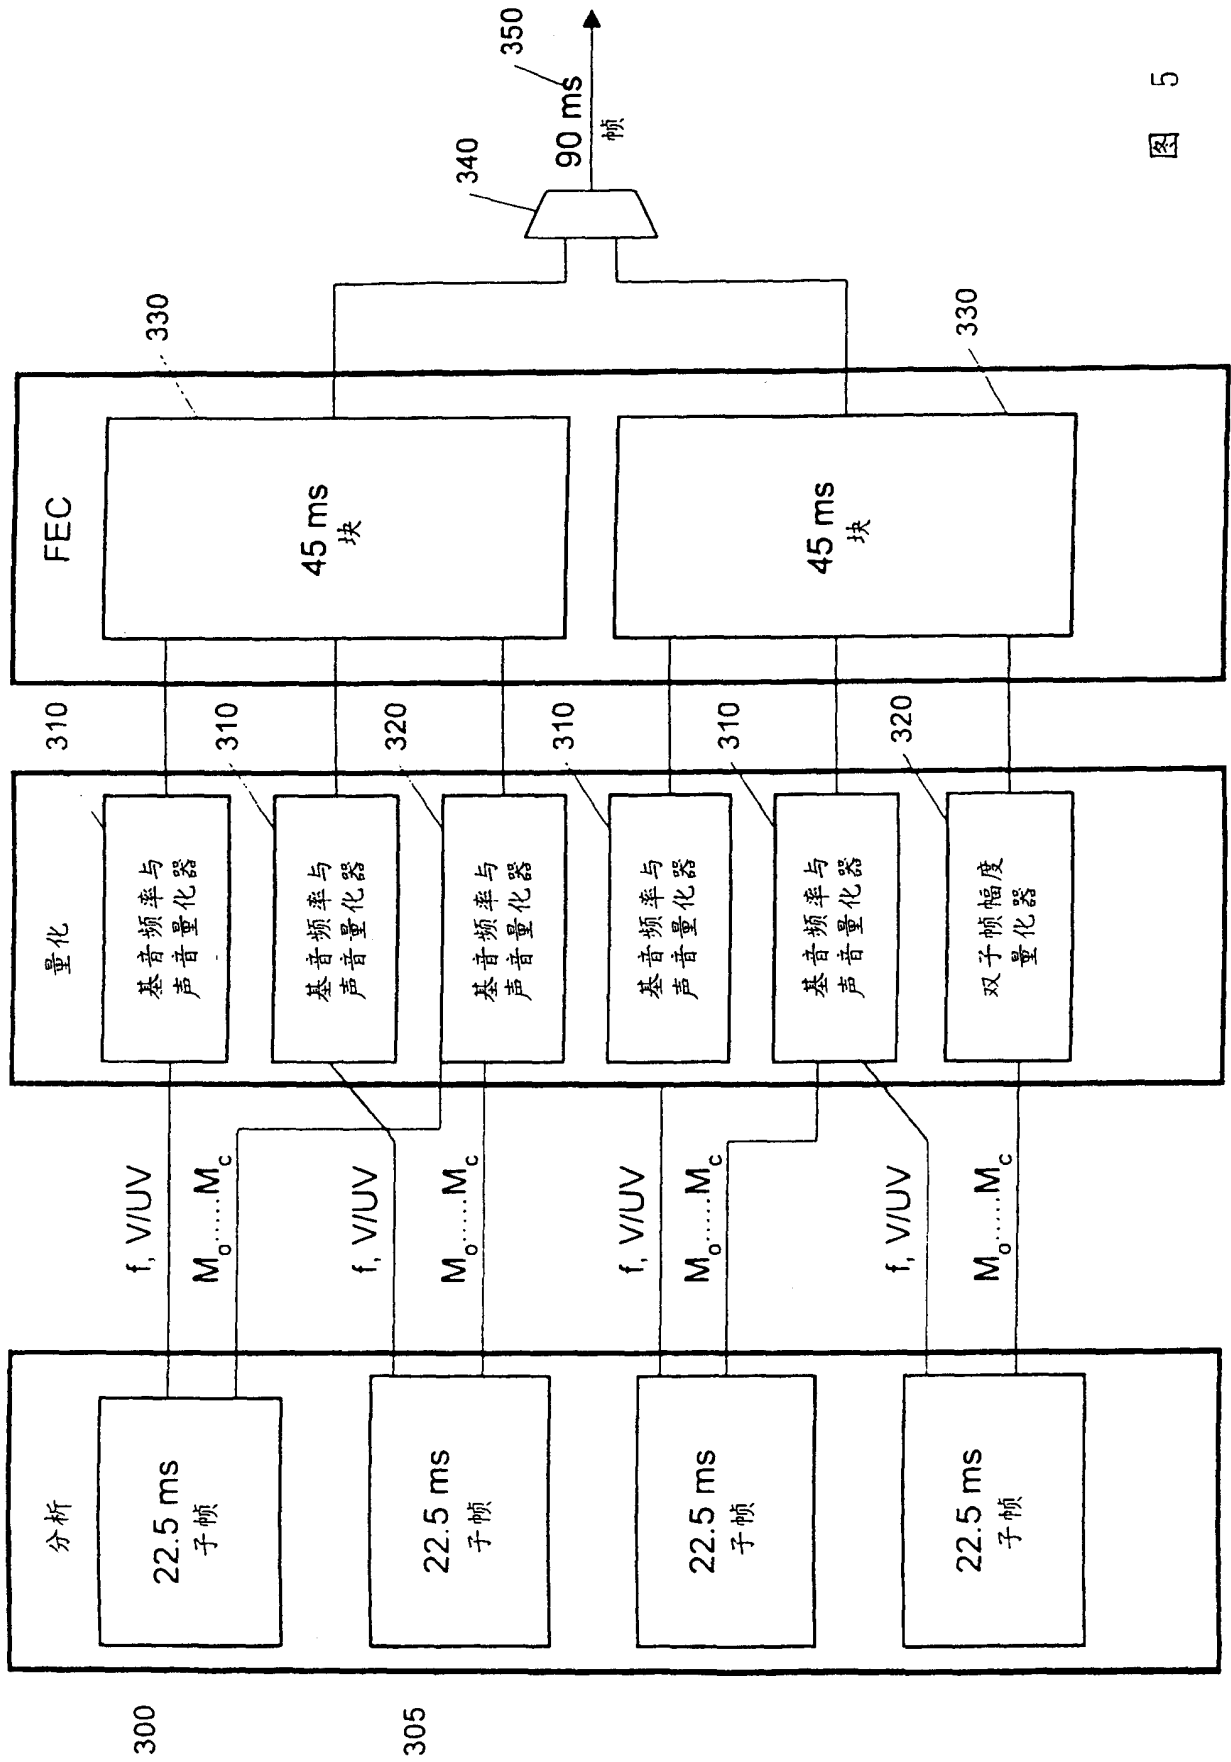 分析
22.5 ms
子帧
22.5 ms
子帧
22.5 ms
子帧
22.5 ms
子帧
300
305
f, V/UV
M₀.....Mc
f, V/UV
M₀.....Mc
f, V/UV
M₀.....Mc
f, V/UV
M₀.....Mc
量化
基音频率与
声音量化器
基音频率与
声音量化器
基音频率与
声音量化器
基音频率与
声音量化器
基音频率与
声音量化器
双子帧幅度
量化器
310
310
320
310
310
320
FEC
45 ms
块
45 ms
块
330
330
340
90 ms
帧
350
图 5